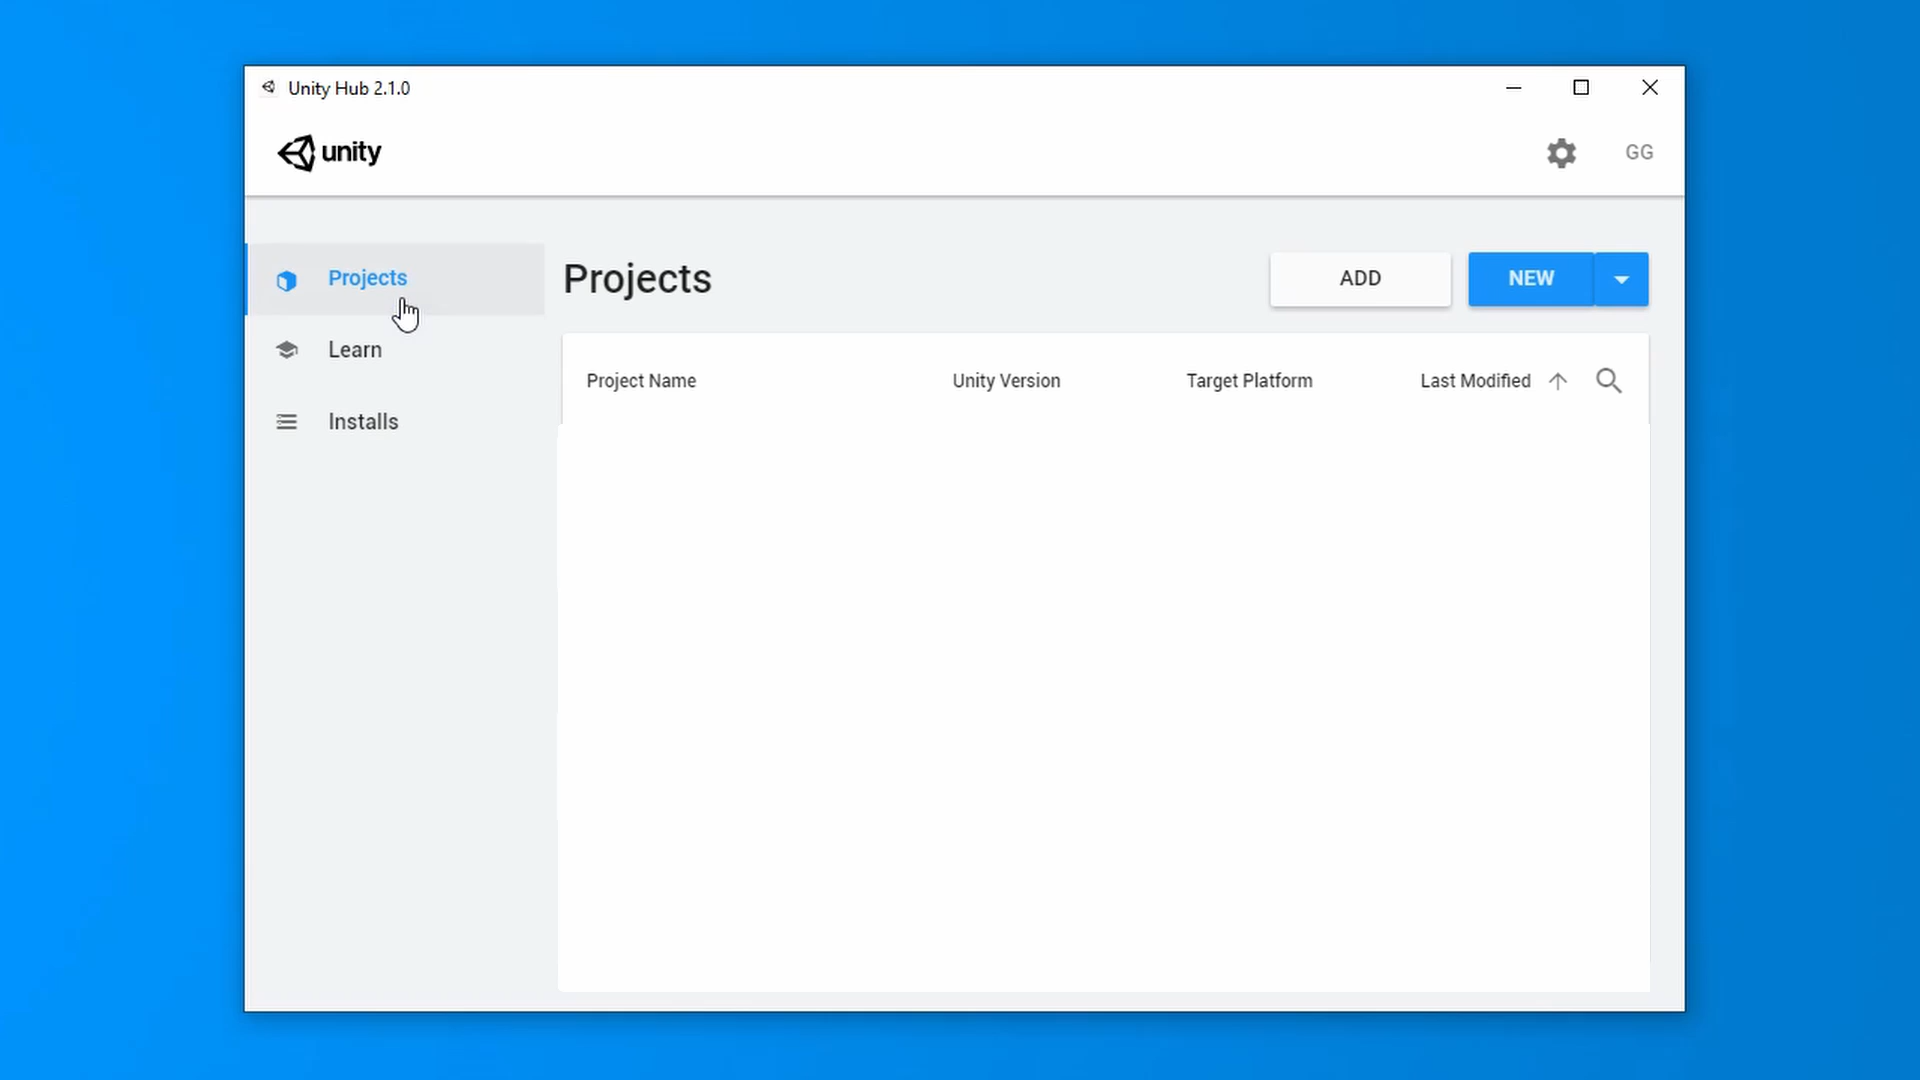 Unity Hub 2.1.0
unity
GG
Projects
Learn
Installs
Projects
ADD
NEW
Project Name
Unity Version
Target Platform
Last Modified